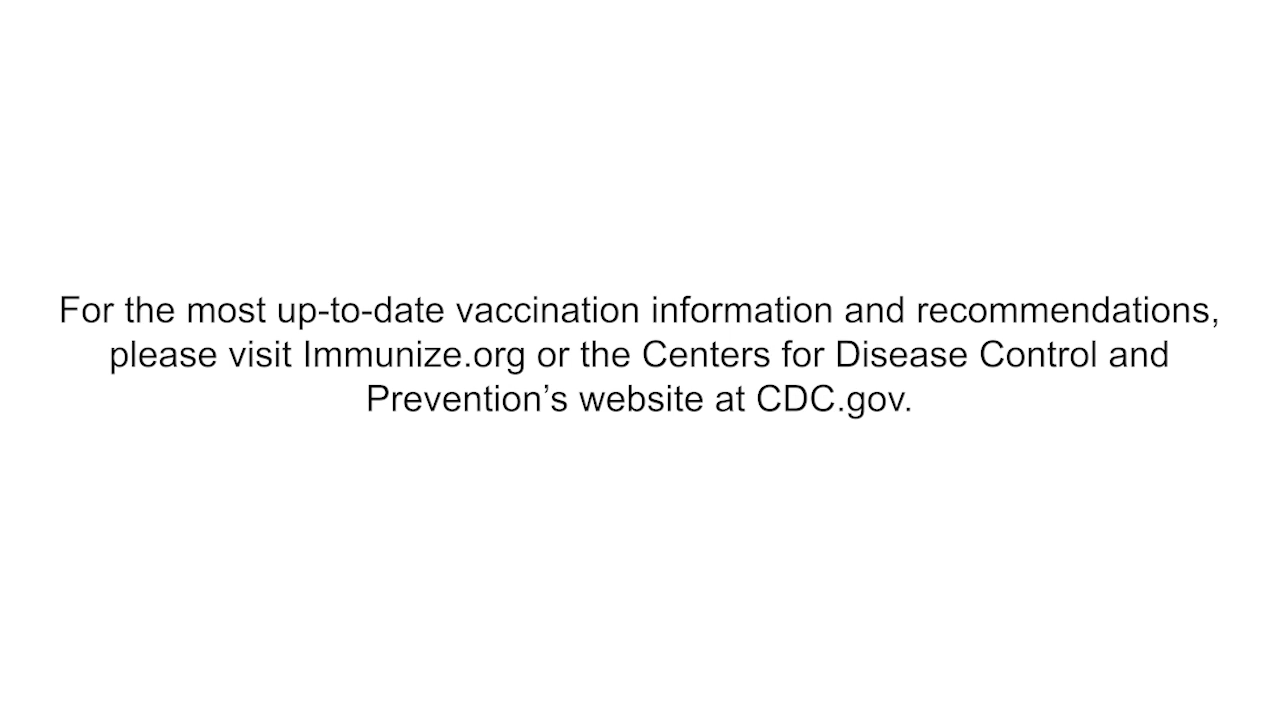 For the most up-to-date vaccination information and recommendations,
please visit Immunize.org or the Centers for Disease Control and
Prevention’s website at CDC.gov.